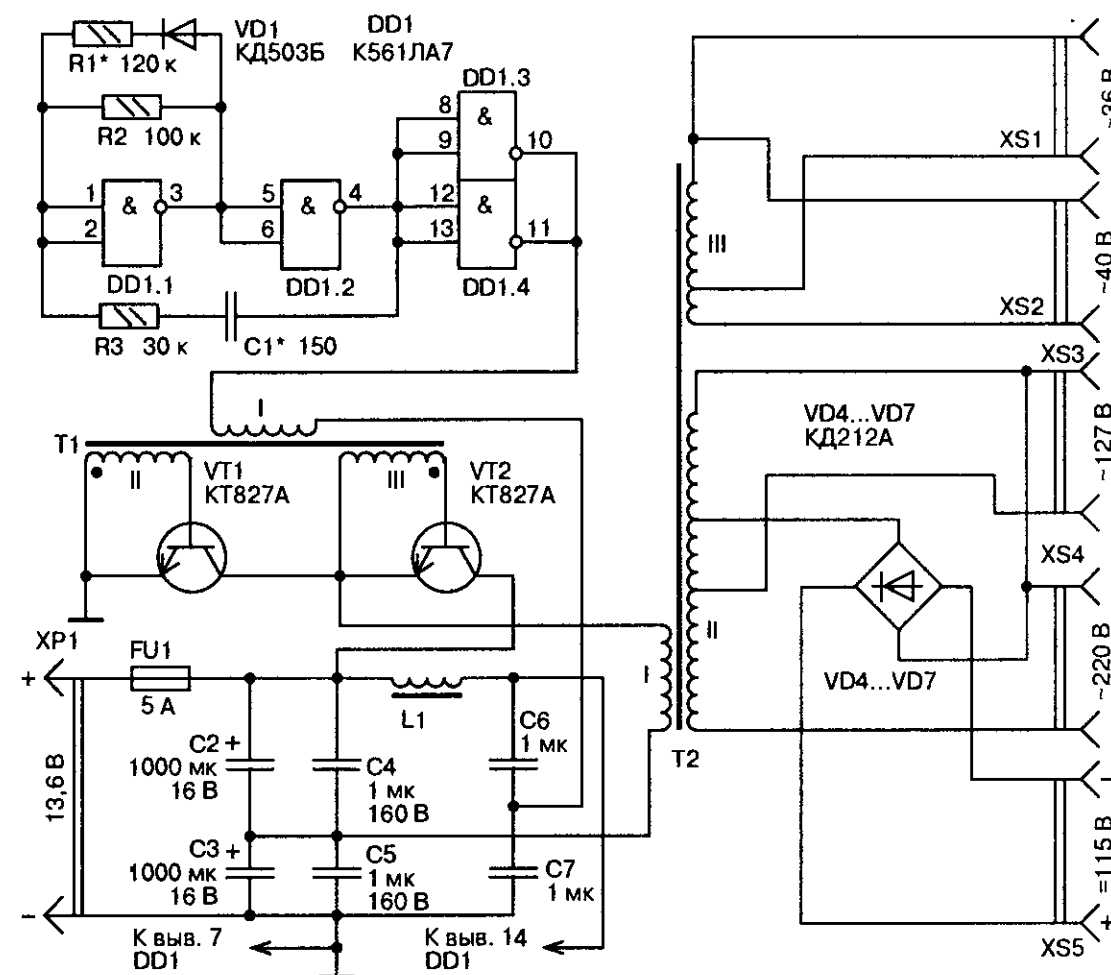 VD1
КД503Б
DD1
К561ЛА7
R1* 120 к
R2 100 к
DD1.3
8
9
&
10
1
2
&
3
5
6
&
4
12
13
&
11
DD1.1
DD1.2
DD1.4
R3 30 к
C1* 150
I
T1
II
VT1
КТ827А
III
VT2
КТ827А
XP1
+
FU1
5 А
L1
C2 +
1000 мк
16 В
C4
1 мк
160 В
C6
1 мк
13,6 В
C3 +
1000 мк
16 В
C5
1 мк
160 В
C7
1 мк
–
К выв. 7
DD1
К выв. 14
DD1
I
T2
II
III
~36 В
XS1
~40 В
XS2
XS3
VD4...VD7
КД212А
~127 В
XS4
VD4...VD7
~220 В
–
=115 В
+
XS5